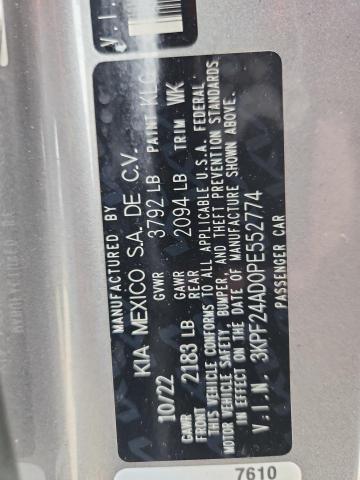 V.I.
MANUFACTURED BY
KIA MEXICO S.A. DE C.V.
10/22 GVWR 3792 LB PAINT KLG
GAWR FRONT 2183 LB GAWR REAR 2094 LB TRIM WK
THIS VEHICLE CONFORMS TO ALL APPLICABLE U.S.A. FEDERAL
MOTOR VEHICLE SAFETY, BUMPER, AND THEFT PREVENTION STANDARDS
IN EFFECT ON THE DATE OF MANUFACTURE SHOWN ABOVE.
V.I.N 3KPF24AD0PE552774
PASSENGER CAR
7610